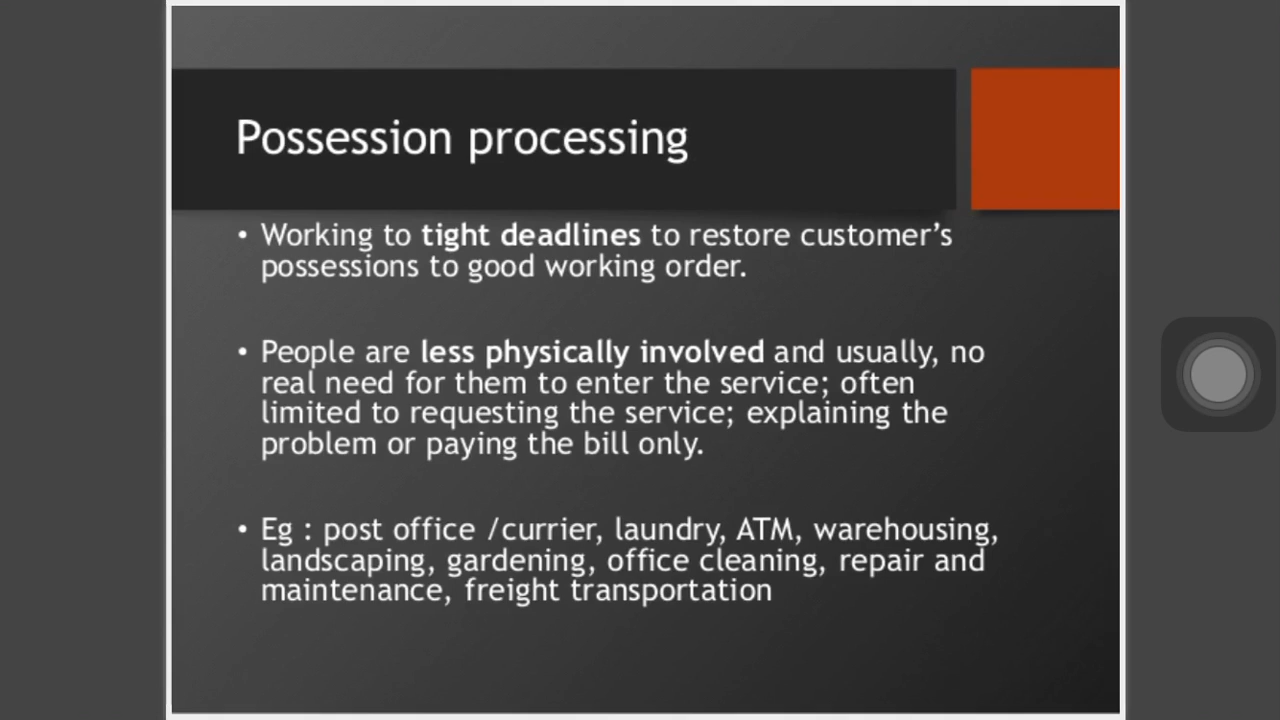 Possession processing
• Working to tight deadlines to restore customer’s
possessions to good working order.
• People are less physically involved and usually, no
real need for them to enter the service; often
limited to requesting the service; explaining the
problem or paying the bill only.
• Eg : post office /currier, laundry, ATM, warehousing,
landscaping, gardening, office cleaning, repair and
maintenance, freight transportation